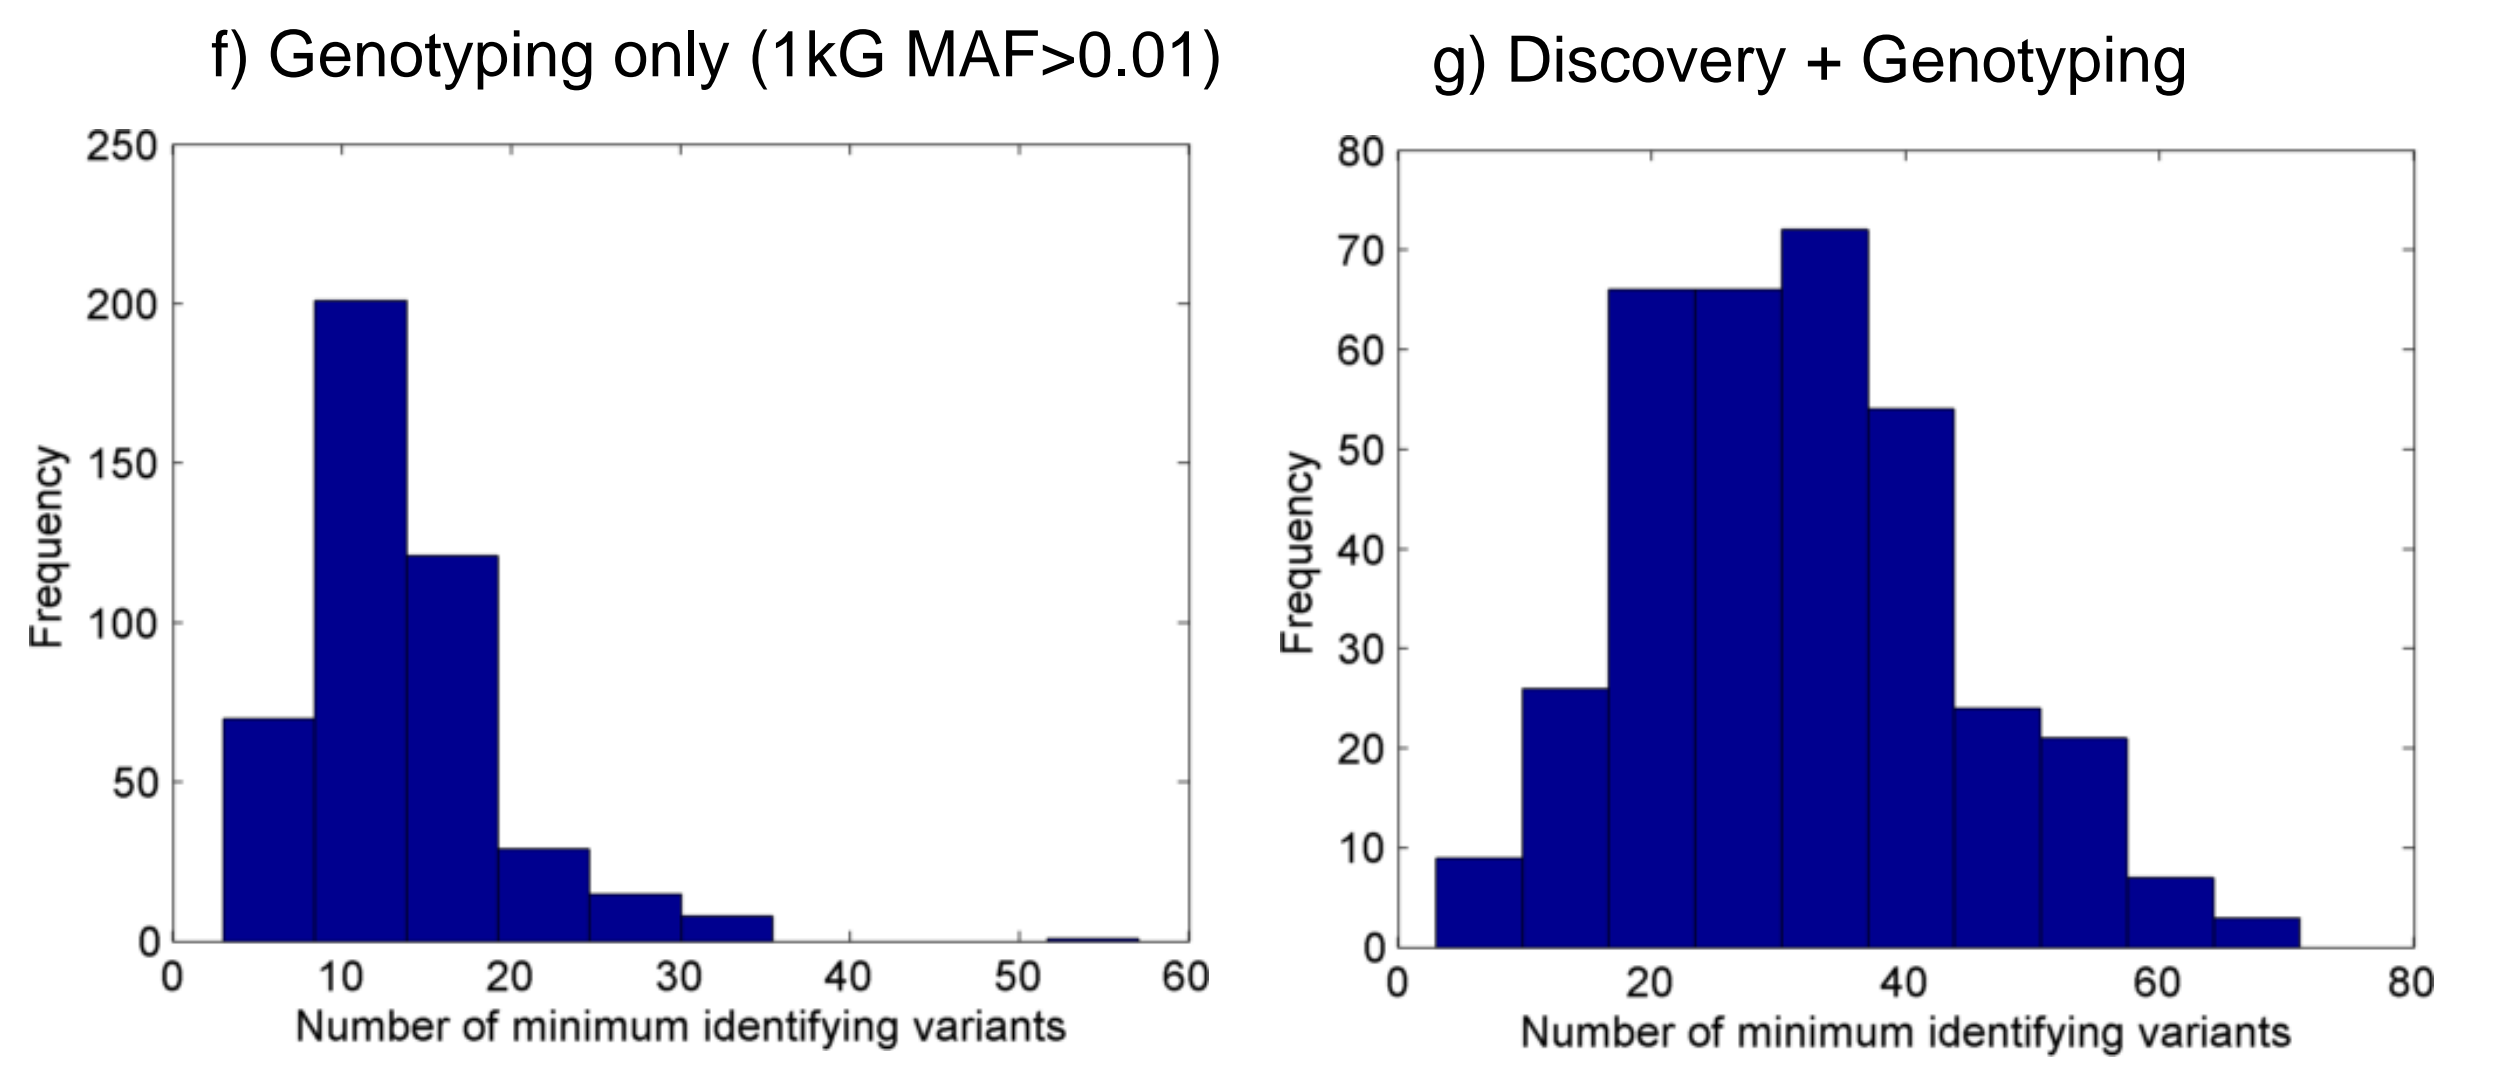 f) Genotyping only (1kG MAF>0.01)
250
200
150
100
50
0
Frequency
0 10 20 30 40 50 60
Number of minimum identifying variants
g) Discovery + Genotyping
80
70
60
50
40
30
20
10
0
Frequency
0 20 40 60 80
Number of minimum identifying variants